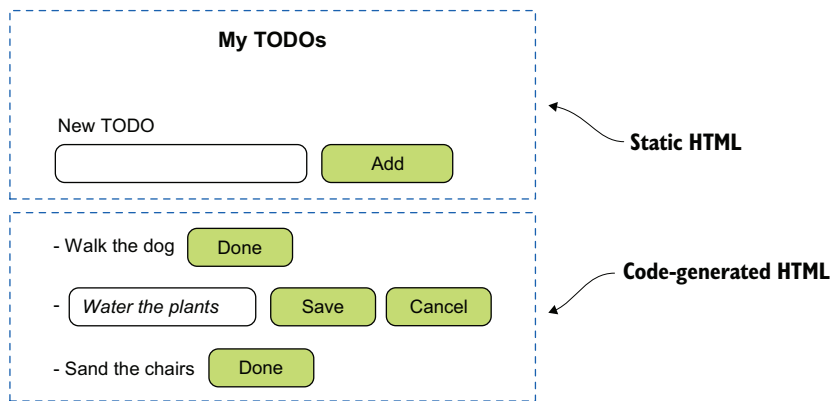 My TODOs
New TODO
Add
Static HTML
- Walk the dog Done
Code-generated HTML
- Water the plants Save Cancel
- Sand the chairs Done